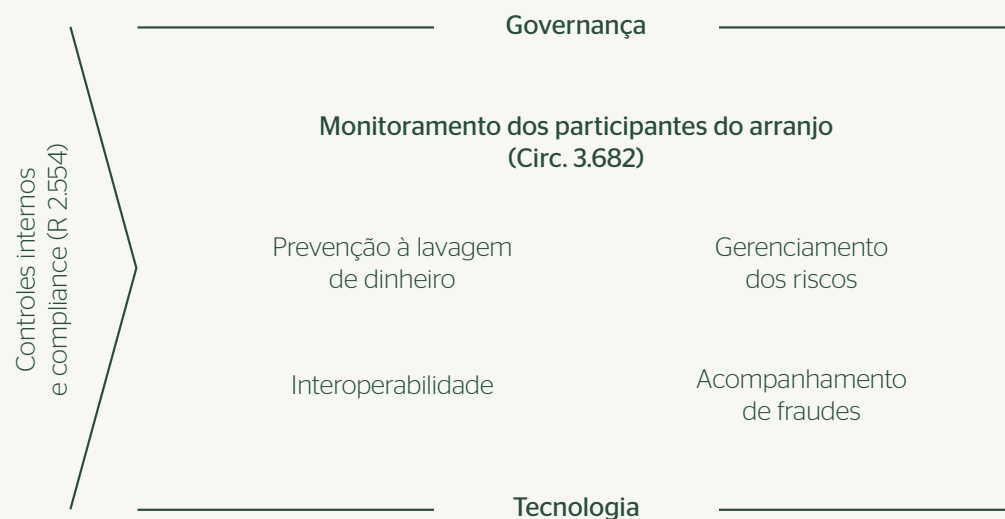 Governança
Controles internos
e compliance (R 2.554)
Monitoramento dos participantes do arranjo
(Circ. 3.682)
Prevenção à lavagem
de dinheiro
Gerenciamento
dos riscos
Interoperabilidade
Acompanhamento
de fraudes
Tecnologia